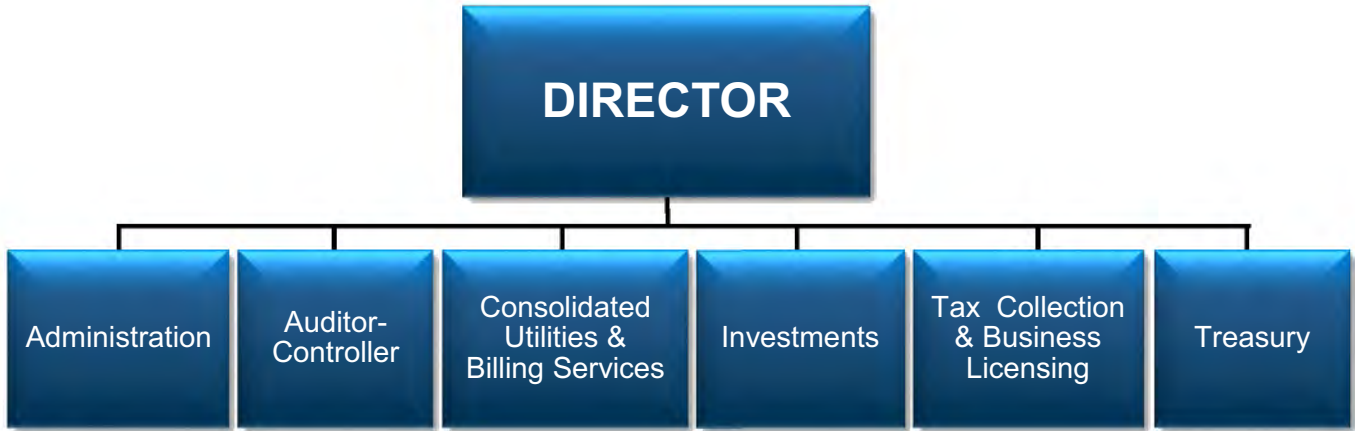 DIRECTOR
Administration
Auditor-
Controller
Consolidated
Utilities &
Billing Services
Investments
Tax Collection
& Business
Licensing
Treasury